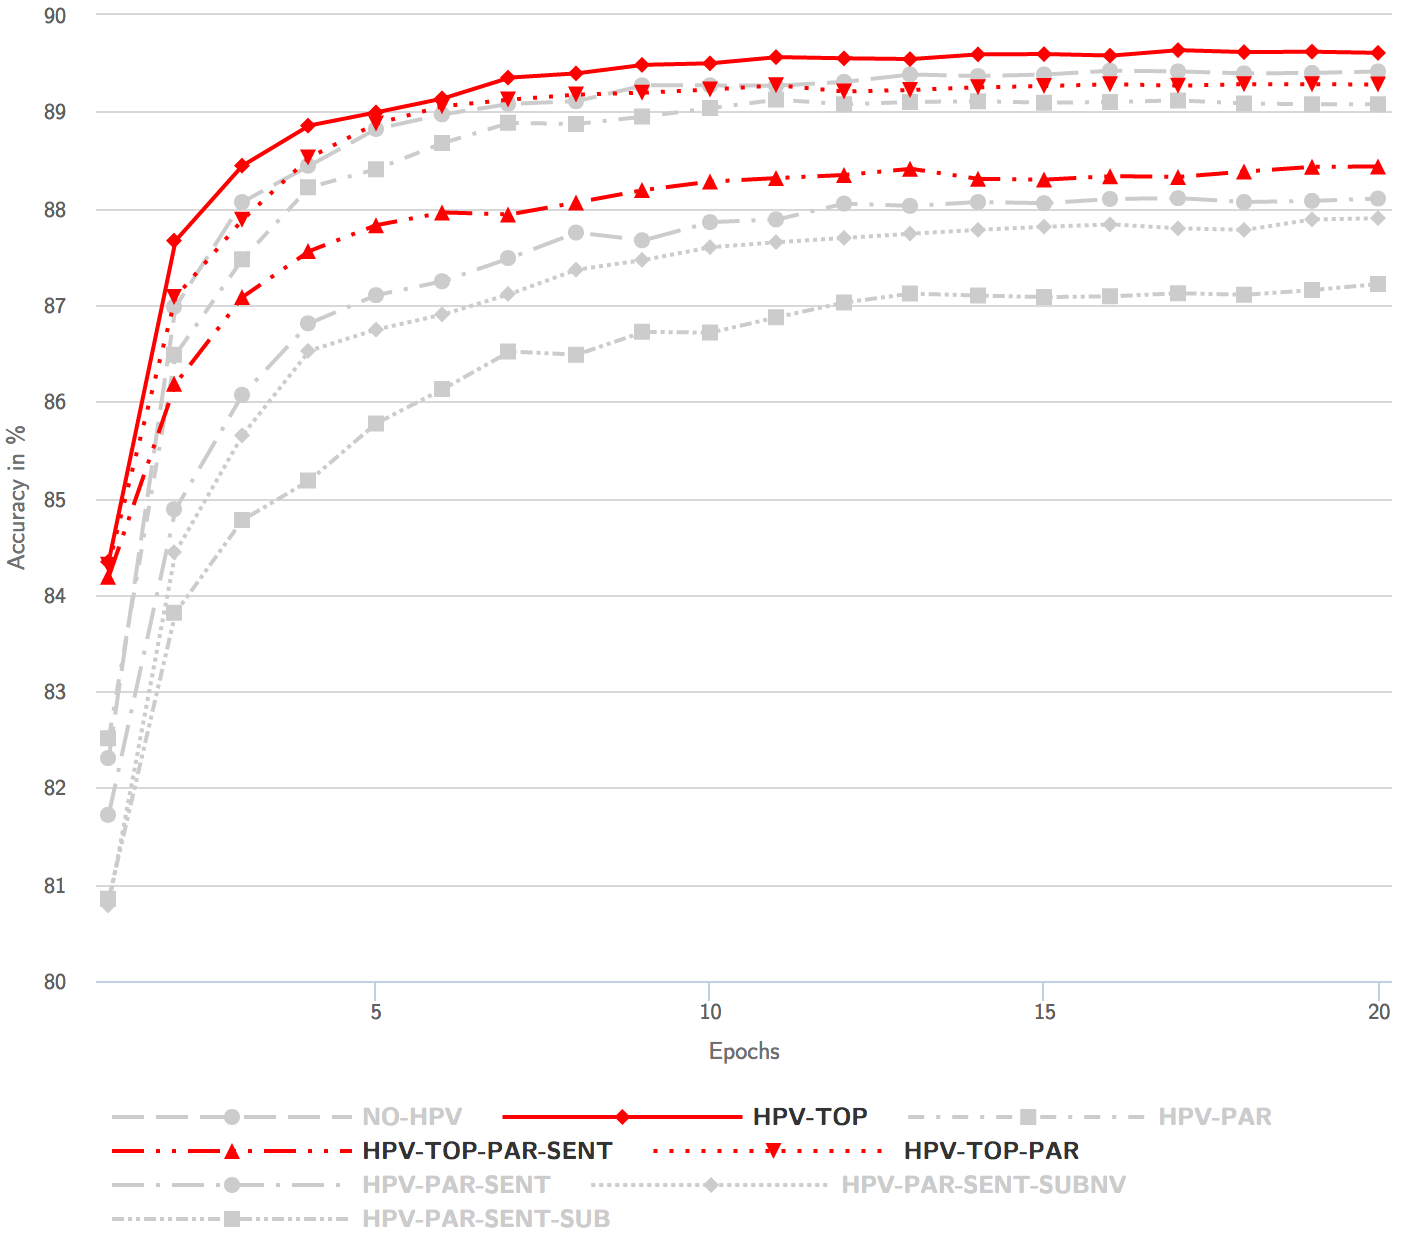 90
89
88
87
86
85
84
83
82
81
80
Accuracy in %
5 10 15 20
Epochs
NO-HPV HPV-TOP HPV-PAR
HPV-TOP-PAR-SENT HPV-TOP-PAR
HPV-PAR-SENT HPV-PAR-SENT-SUBNV
HPV-PAR-SENT-SUB